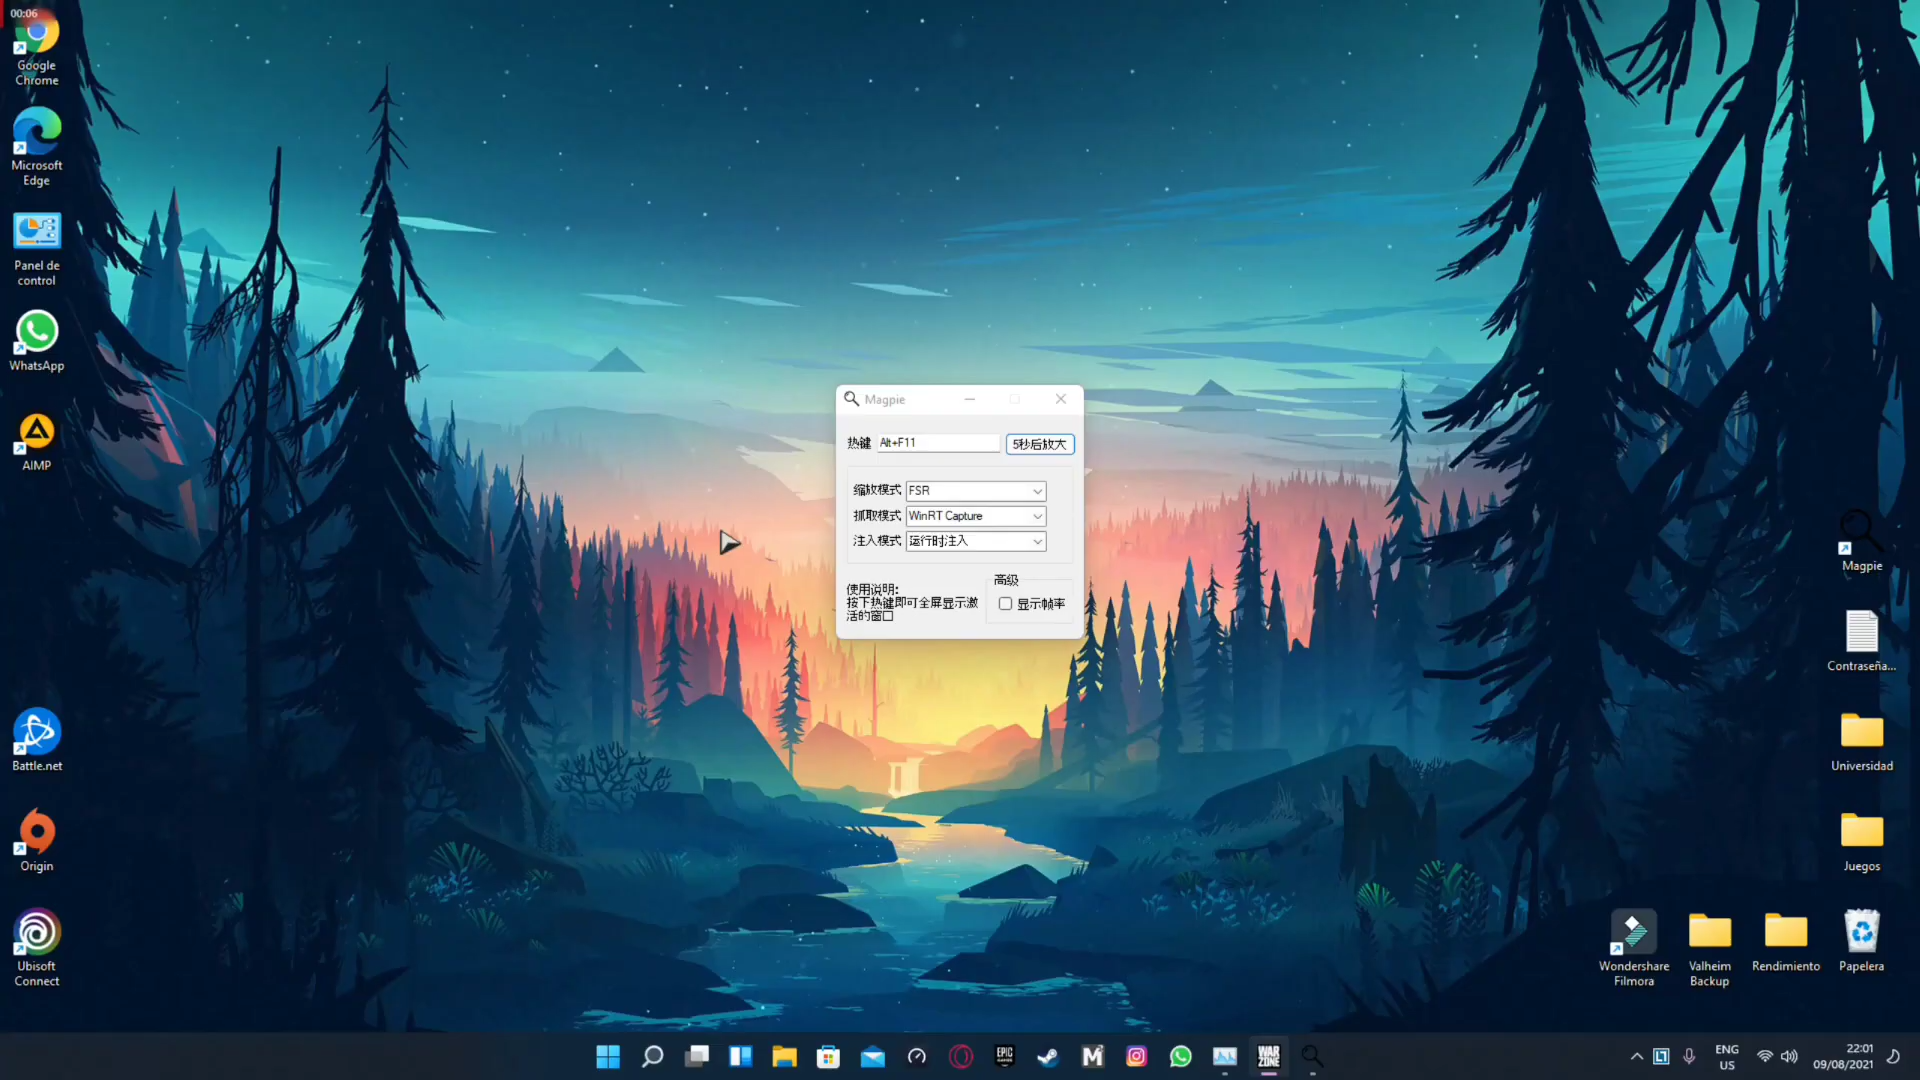 00:06
Google
Chrome
Microsoft
Edge
Panel de
control
WhatsApp
AIMP
Battle.net
Origin
Ubisoft
Connect
Magpie
热键 Alt+F11 5秒后放大
缩放模式 FSR
抓取模式 WinRT Capture
注入模式 运行时注入
使用说明:
按下热键即可全屏显示激
活的窗口
高级
显示帧率
Magpie
Contraseña...
Universidad
Juegos
Wondershare
Filmora
Valheim
Backup
Rendimiento
Papelera
EPIC
GAMES
M
WAR
ZONE
ENG
US
22:01
09/08/2021